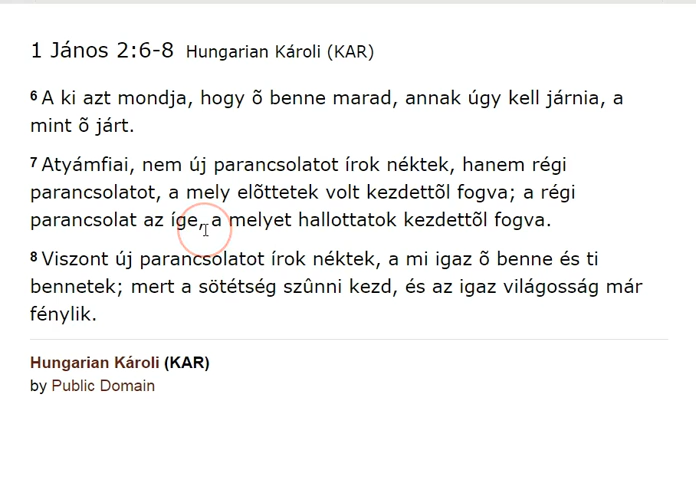 1 János 2:6-8 Hungarian Károli (KAR)
6 A ki azt mondja, hogy õ benne marad, annak úgy kell járnia, a
mint õ járt.
7 Atyámfiai, nem új parancsolatot írok néktek, hanem régi
parancsolatot, a mely elõttetek volt kezdettõl fogva; a régi
parancsolat az íge, a melyet hallottatok kezdettõl fogva.
8 Viszont új parancsolatot írok néktek, a mi igaz õ benne és ti
bennetek; mert a sötétség szûnni kezd, és az igaz világosság már
fénylik.
Hungarian Károli (KAR)
by Public Domain